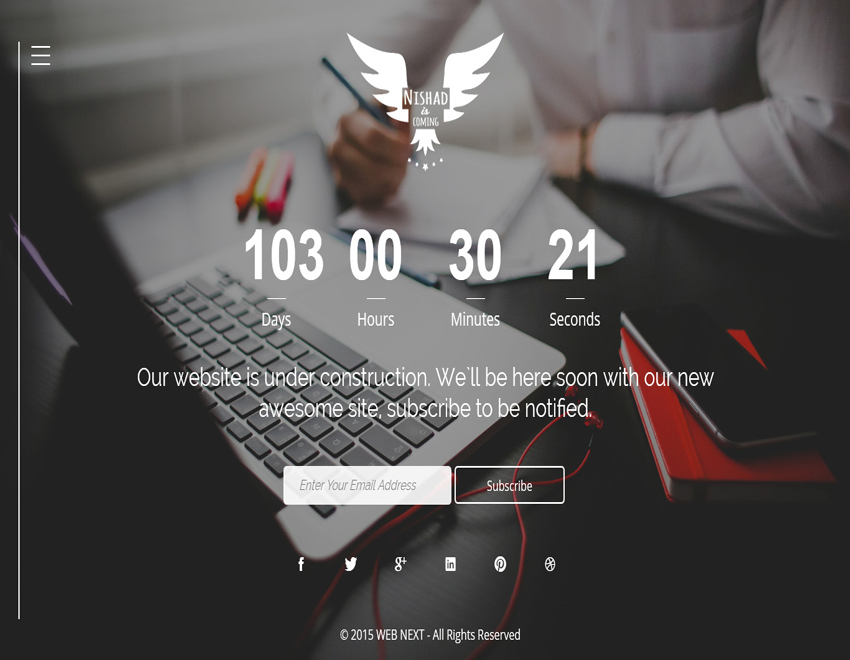 NISHAD
is
COMING
103 00 30 21
Days Hours Minutes Seconds
Our website is under construction. We`ll be here soon with our new
awesome site, subscribe to be notified.
Enter Your Email Address Subscribe
© 2015 WEB NEXT - All Rights Reserved